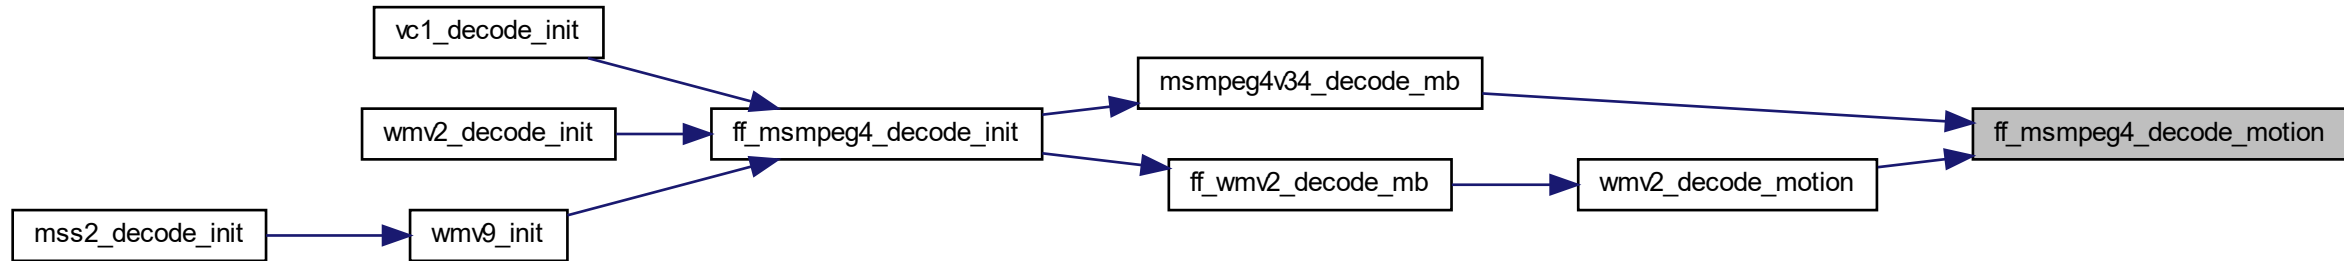 vc1_decode_init
msmpeg4v34_decode_mb
wmv2_decode_init
ff_msmpeg4_decode_init
ff_msmpeg4_decode_motion
ff_wmv2_decode_mb
wmv2_decode_motion
mss2_decode_init
wmv9_init